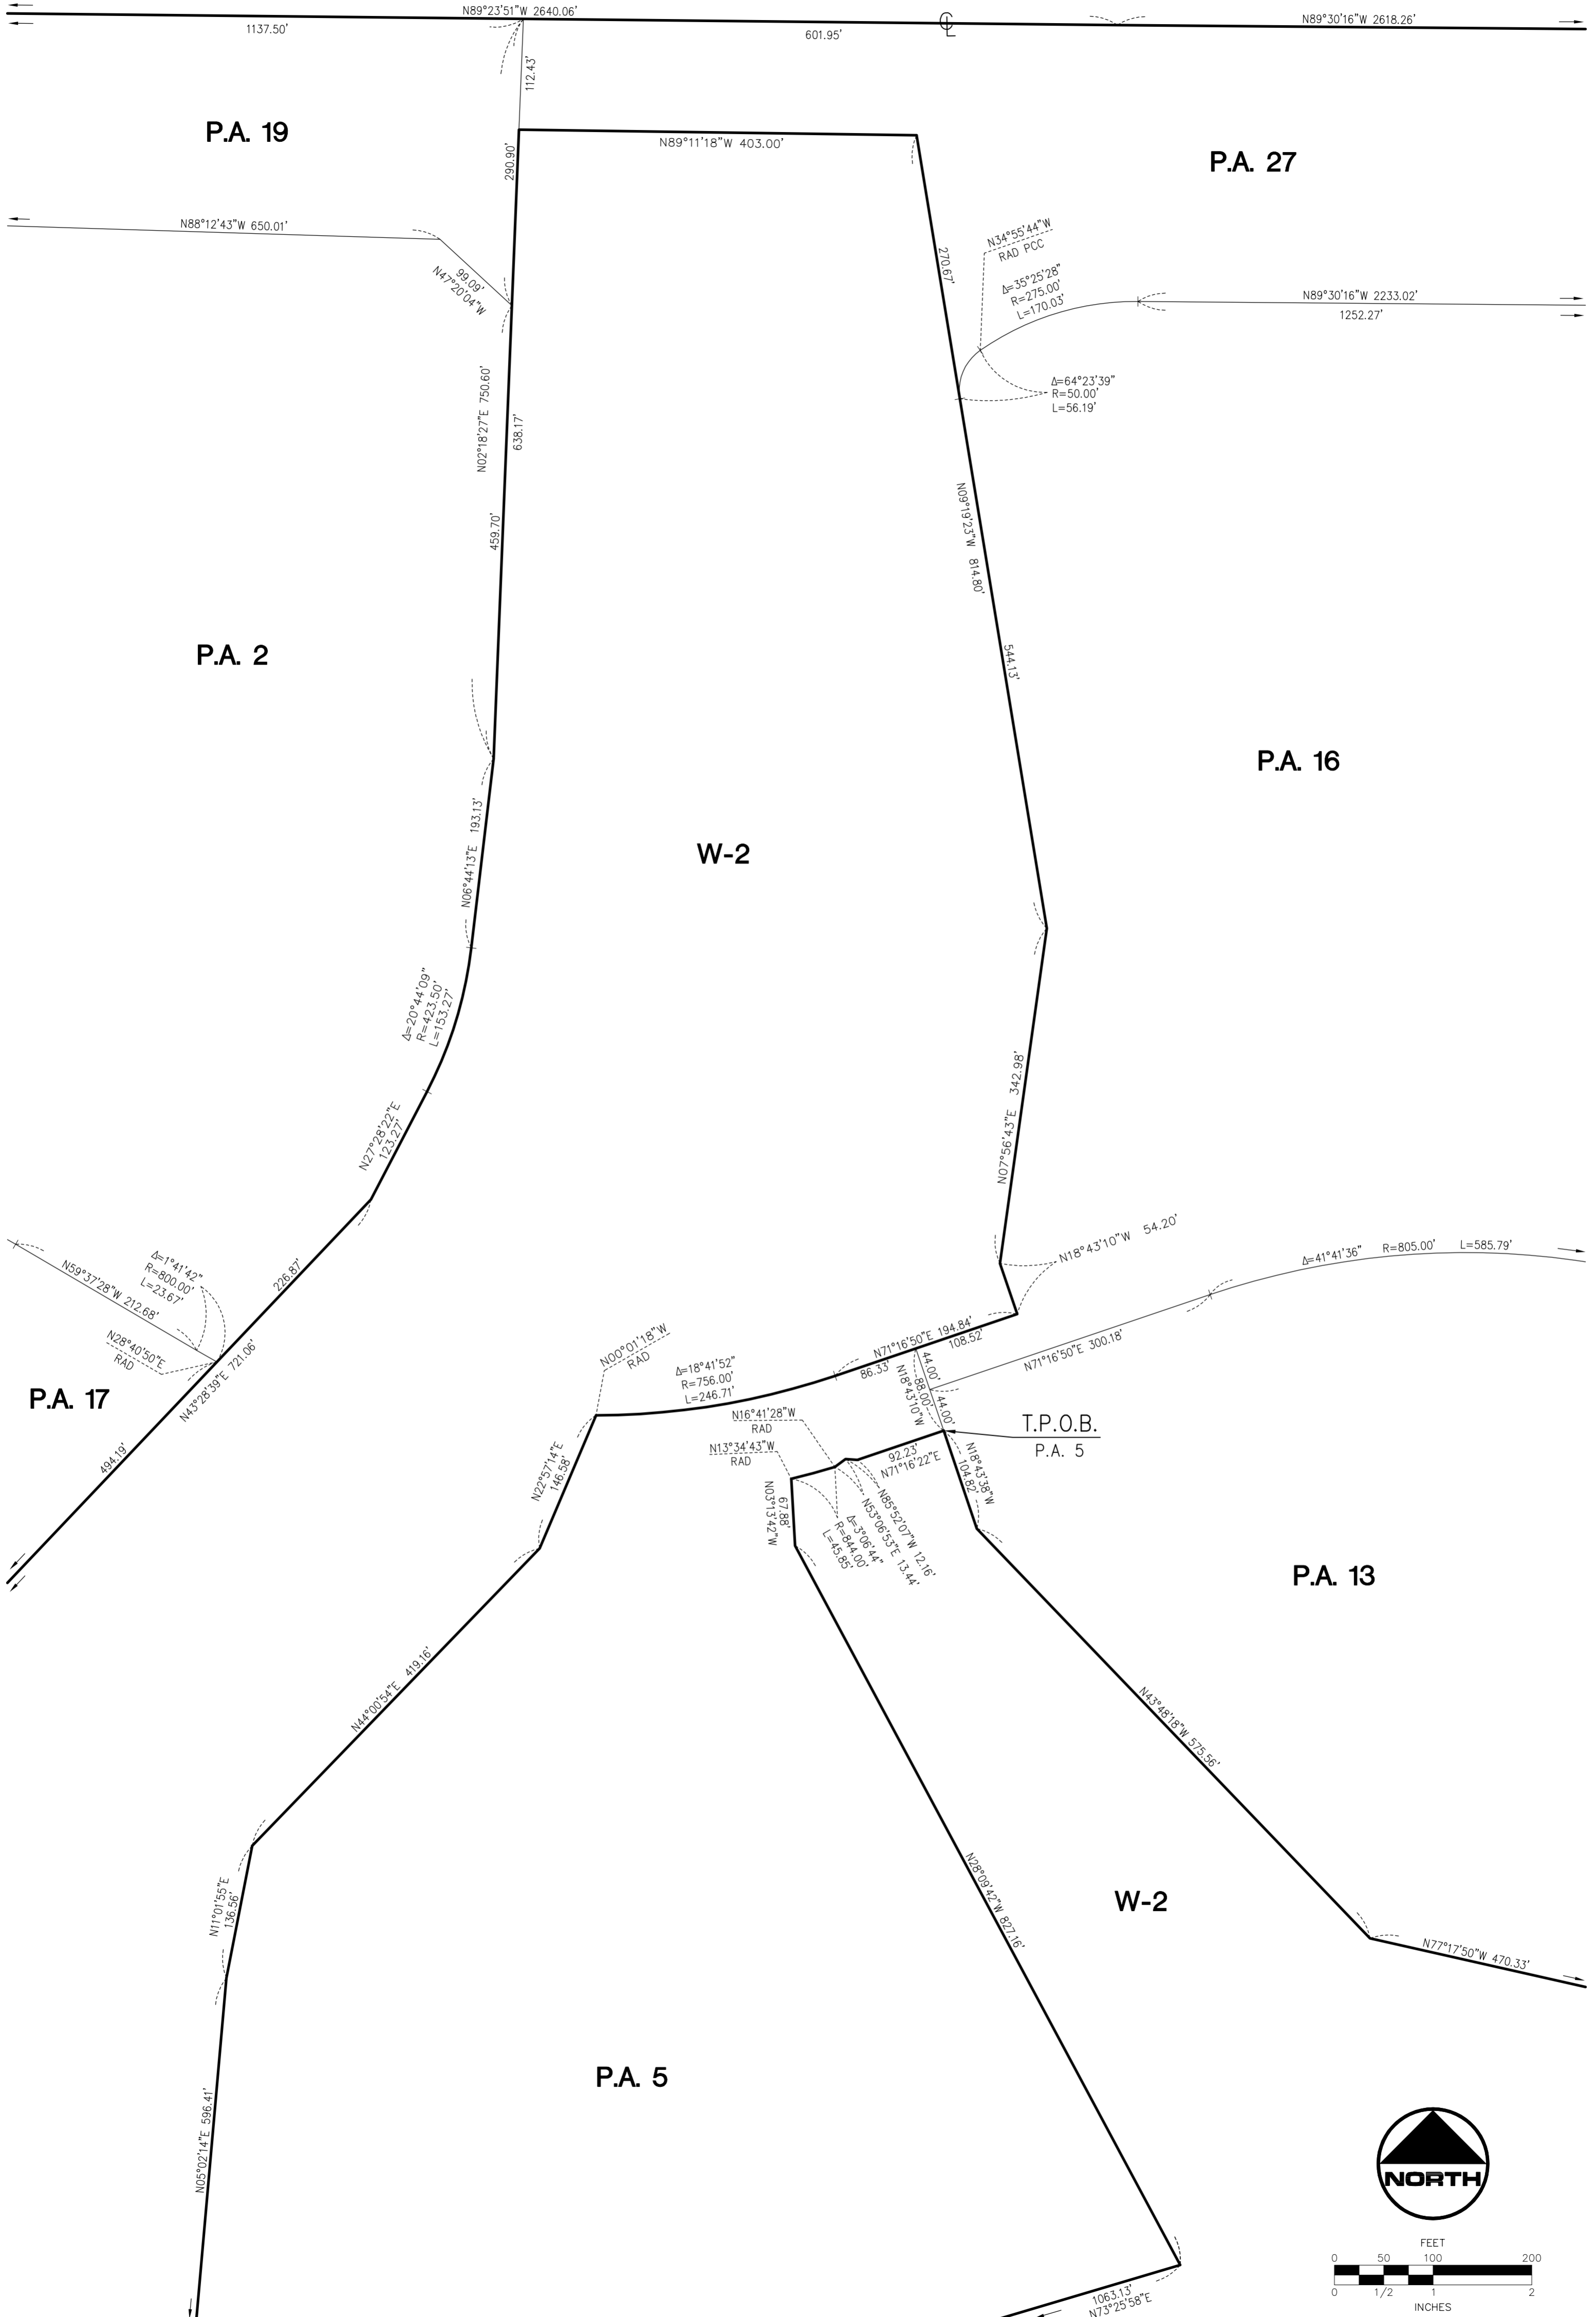 N89°23'51"W 2640.06'
1137.50'
601.95'
CL
N89°30'16"W 2618.26'
112.43'
P.A. 19
290.90'
N89°11'18"W 403.00'
P.A. 27
N88°12'43"W 650.01'
99.09'
N47°20'04"W
270.67'
N34°55'44"W
RAD PCC
Δ=35°25'28"
R=275.00'
L=170.03'
N89°30'16"W 2233.02'
1252.27'
Δ=64°23'39"
R=50.00'
L=56.19'
N02°18'27"E 750.60'
638.17'
459.70'
N09°19'23"W 814.80'
544.13'
P.A. 2
P.A. 16
W-2
N06°44'13"E 193.13'
Δ=20°44'09"
R=423.50'
L=153.27'
N27°28'22"E
123.27'
N07°56'43"E 342.98'
N18°43'10"W 54.20'
Δ=41°41'36" R=805.00' L=585.79'
N59°37'28"W 212.68'
Δ=1°41'42"
R=800.00'
L=23.67'
226.87'
N28°40'50"E
RAD
N43°28'39"E 721.06'
P.A. 17
494.19'
N00°01'18"W
RAD
Δ=18°41'52"
R=756.00'
L=246.71'
N71°16'50"E 194.84'
86.33'
108.52'
N71°16'50"E 300.18'
44.00'
88.00'
N18°43'10"W
44.00'
T.P.O.B.
P.A. 5
N16°41'28"W
RAD
N13°34'43"W
RAD
92.23'
N71°16'22"E
N18°43'38"W
104.82'
67.88'
N03°13'42"W
N85°52'07"W 12.16'
N53°06'53"E 13.44'
Δ=3°06'44"
R=844.00'
L=45.85'
N22°57'14"E
146.58'
P.A. 13
N44°00'54"E 419.16'
N43°48'18"W 575.56'
N11°01'55"E
136.56'
N28°09'42"W 827.16'
W-2
N77°17'50"W 470.33'
P.A. 5
N05°02'14"E 596.41'
1063.13'
N73°25'58"E
NORTH
FEET
0 50 100 200
0 1/2 1 2
INCHES